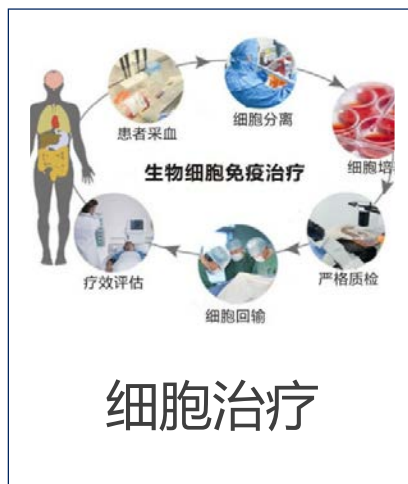 患者采血
细胞分离
细胞培
生物细胞免疫治疗
严格质检
疗效评估
细胞回输
细胞治疗